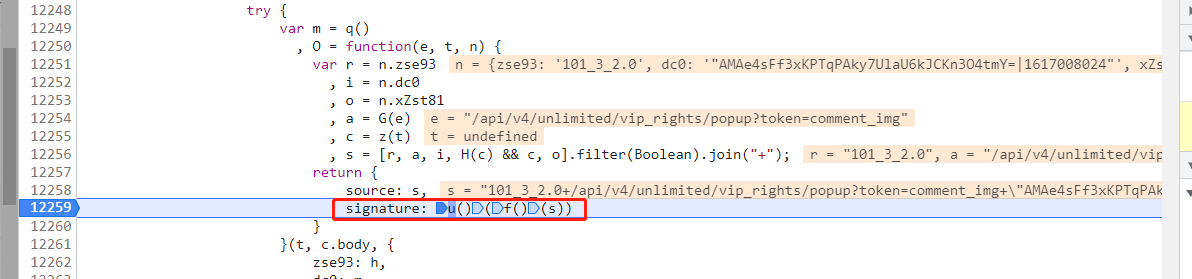 12248 try {
12249 var m = q()
12250 , O = function(e, t, n) {
12251 var r = n.zse93 n = {zse93: '101_3_2.0', dc0: '"AMAe4sFf3xKPTqPAky7UlaU6kJCKn3O4tmY=|1617008024"', xZs
12252 , i = n.dc0
12253 , o = n.xZst81
12254 , a = G(e) e = "/api/v4/unlimited/vip_rights/popup?token=comment_img"
12255 , c = z(t) t = undefined
12256 , s = [r, a, i, H(c) && c, o].filter(Boolean).join("+"); r = "101_3_2.0", a = "/api/v4/unlimited/vi
12257 return {
12258 source: s, s = "101_3_2.0+/api/v4/unlimited/vip_rights/popup?token=comment_img+\"AMAe4sFf3xKPTqPAk
12259 signature: u()(f()(s))
12260 }
12261 }(t, c.body, {
12262 zse93: h,